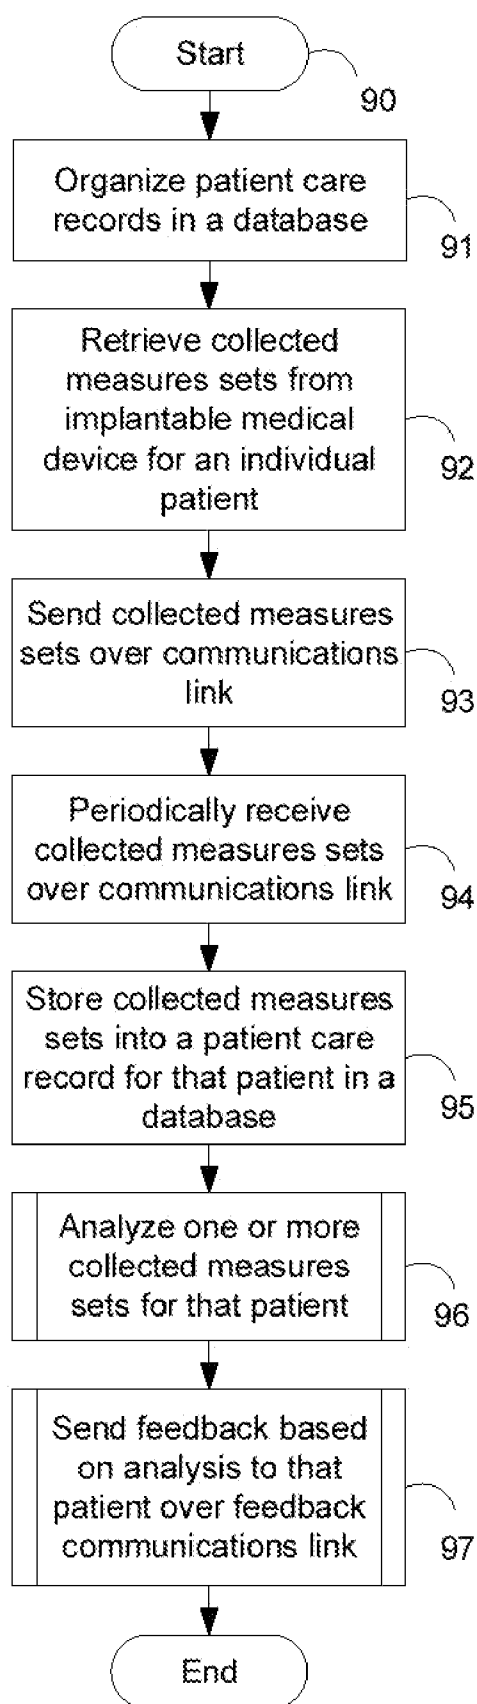 Start
90
Organize patient care
records in a database
91
Retrieve collected
measures sets from
implantable medical
device for an individual
patient
92
Send collected measures
sets over communications
link
93
Periodically receive
collected measures sets
over communications link
94
Store collected measures
sets into a patient care
record for that patient in a
database
95
Analyze one or more
collected measures
sets for that patient
96
Send feedback based
on analysis to that
patient over feedback
communications link
97
End